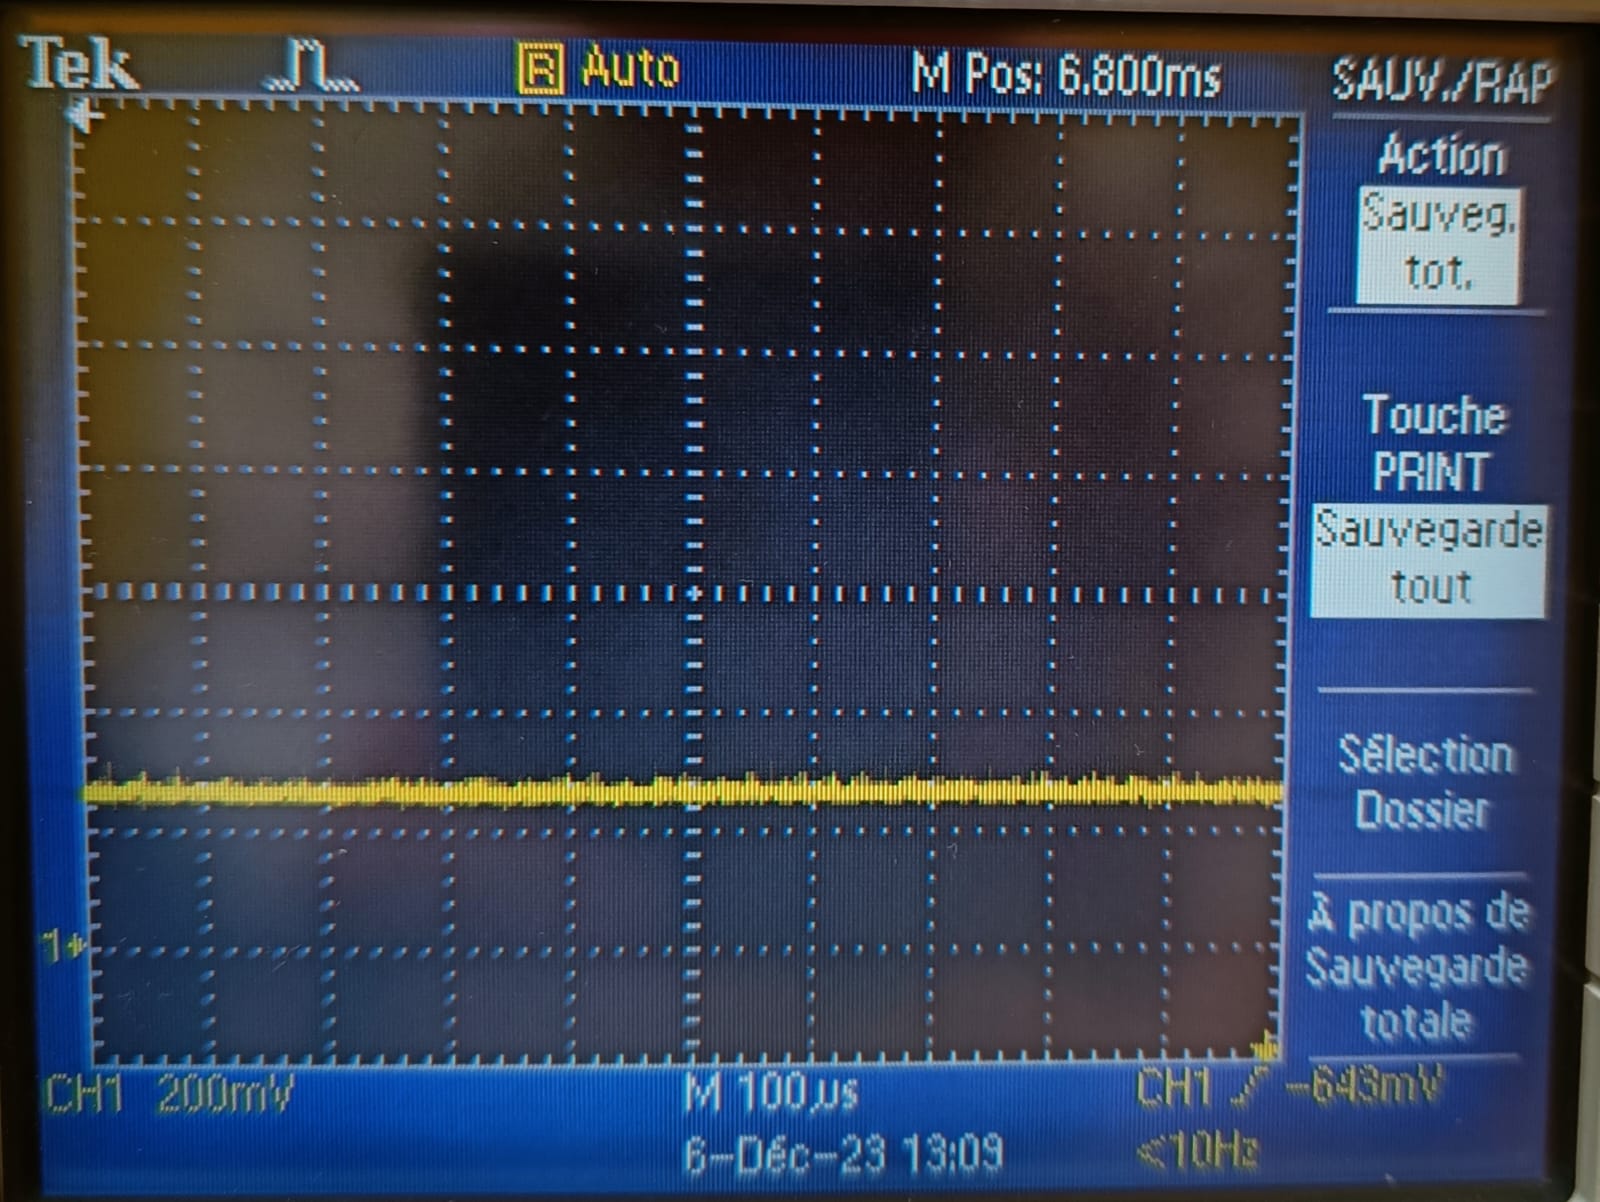 Tek R Auto M Pos: 6.800ms SAUV./RAP
Action
Sauveg.
tot.
Touche
PRINT
Sauvegarde
tout
Sélection
Dossier
À propos de
Sauvegarde
totale
1
CH1 200mV M 100µs CH1 -643mV
6-Déc-23 13:09 <10Hz